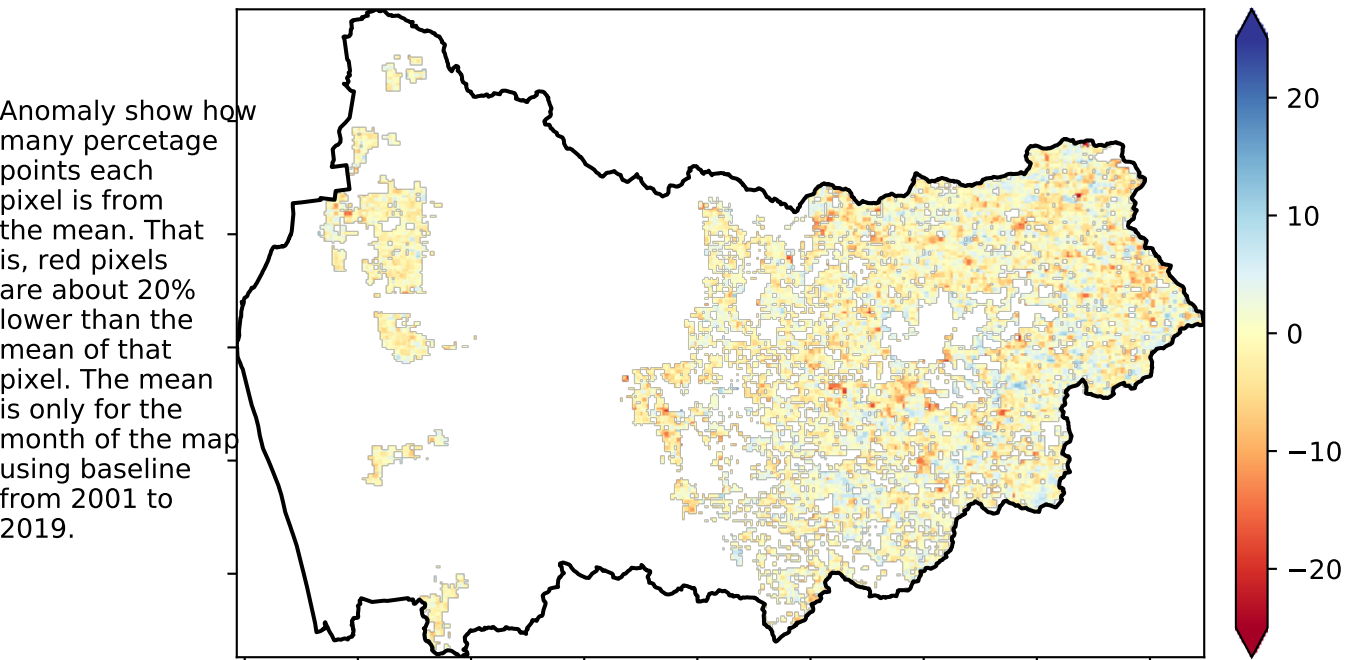 Anomaly show how
many percetage
points each
pixel is from
the mean. That
is, red pixels
are about 20%
lower than the
mean of that
pixel. The mean
is only for the
month of the map
using baseline
from 2001 to
2019.
20
10
0
−10
−20